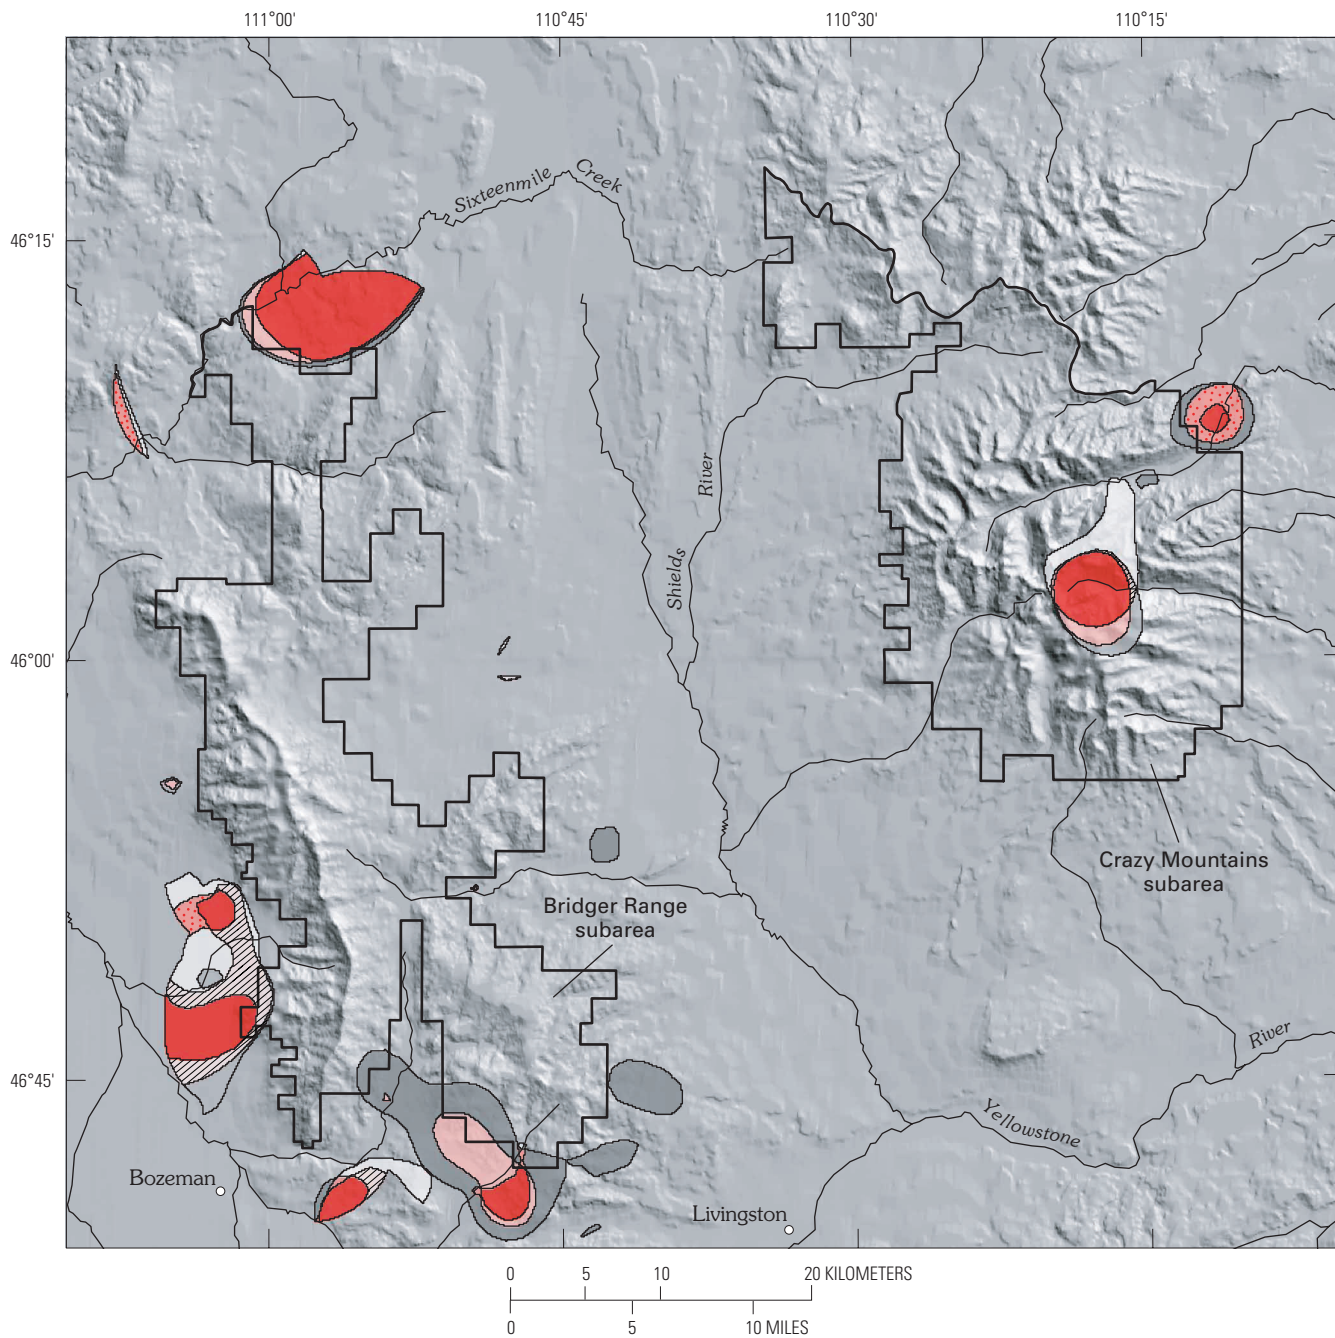 111°00'
110°45'
110°30'
110°15'
Sixteenmile Creek
46°15'
River
Shields
46°00'
Crazy Mountains
subarea
Bridger Range
subarea
River
46°45'
Yellowstone
Bozeman
Livingston
0 5 10 20 KILOMETERS
0 5 10 MILES